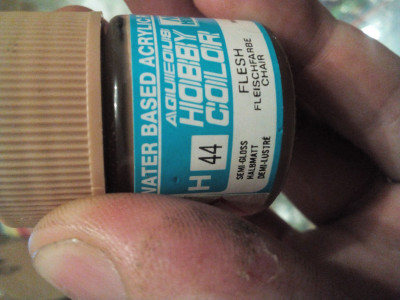 WATER BASED ACRYLIC
AQUEOUS
HOBBY
COLOR
H 44
FLESH
FLEISCHFARBE
CHAIR
SEMI-GLOSS
HALBMATT
DEMI-LUSTRÉ